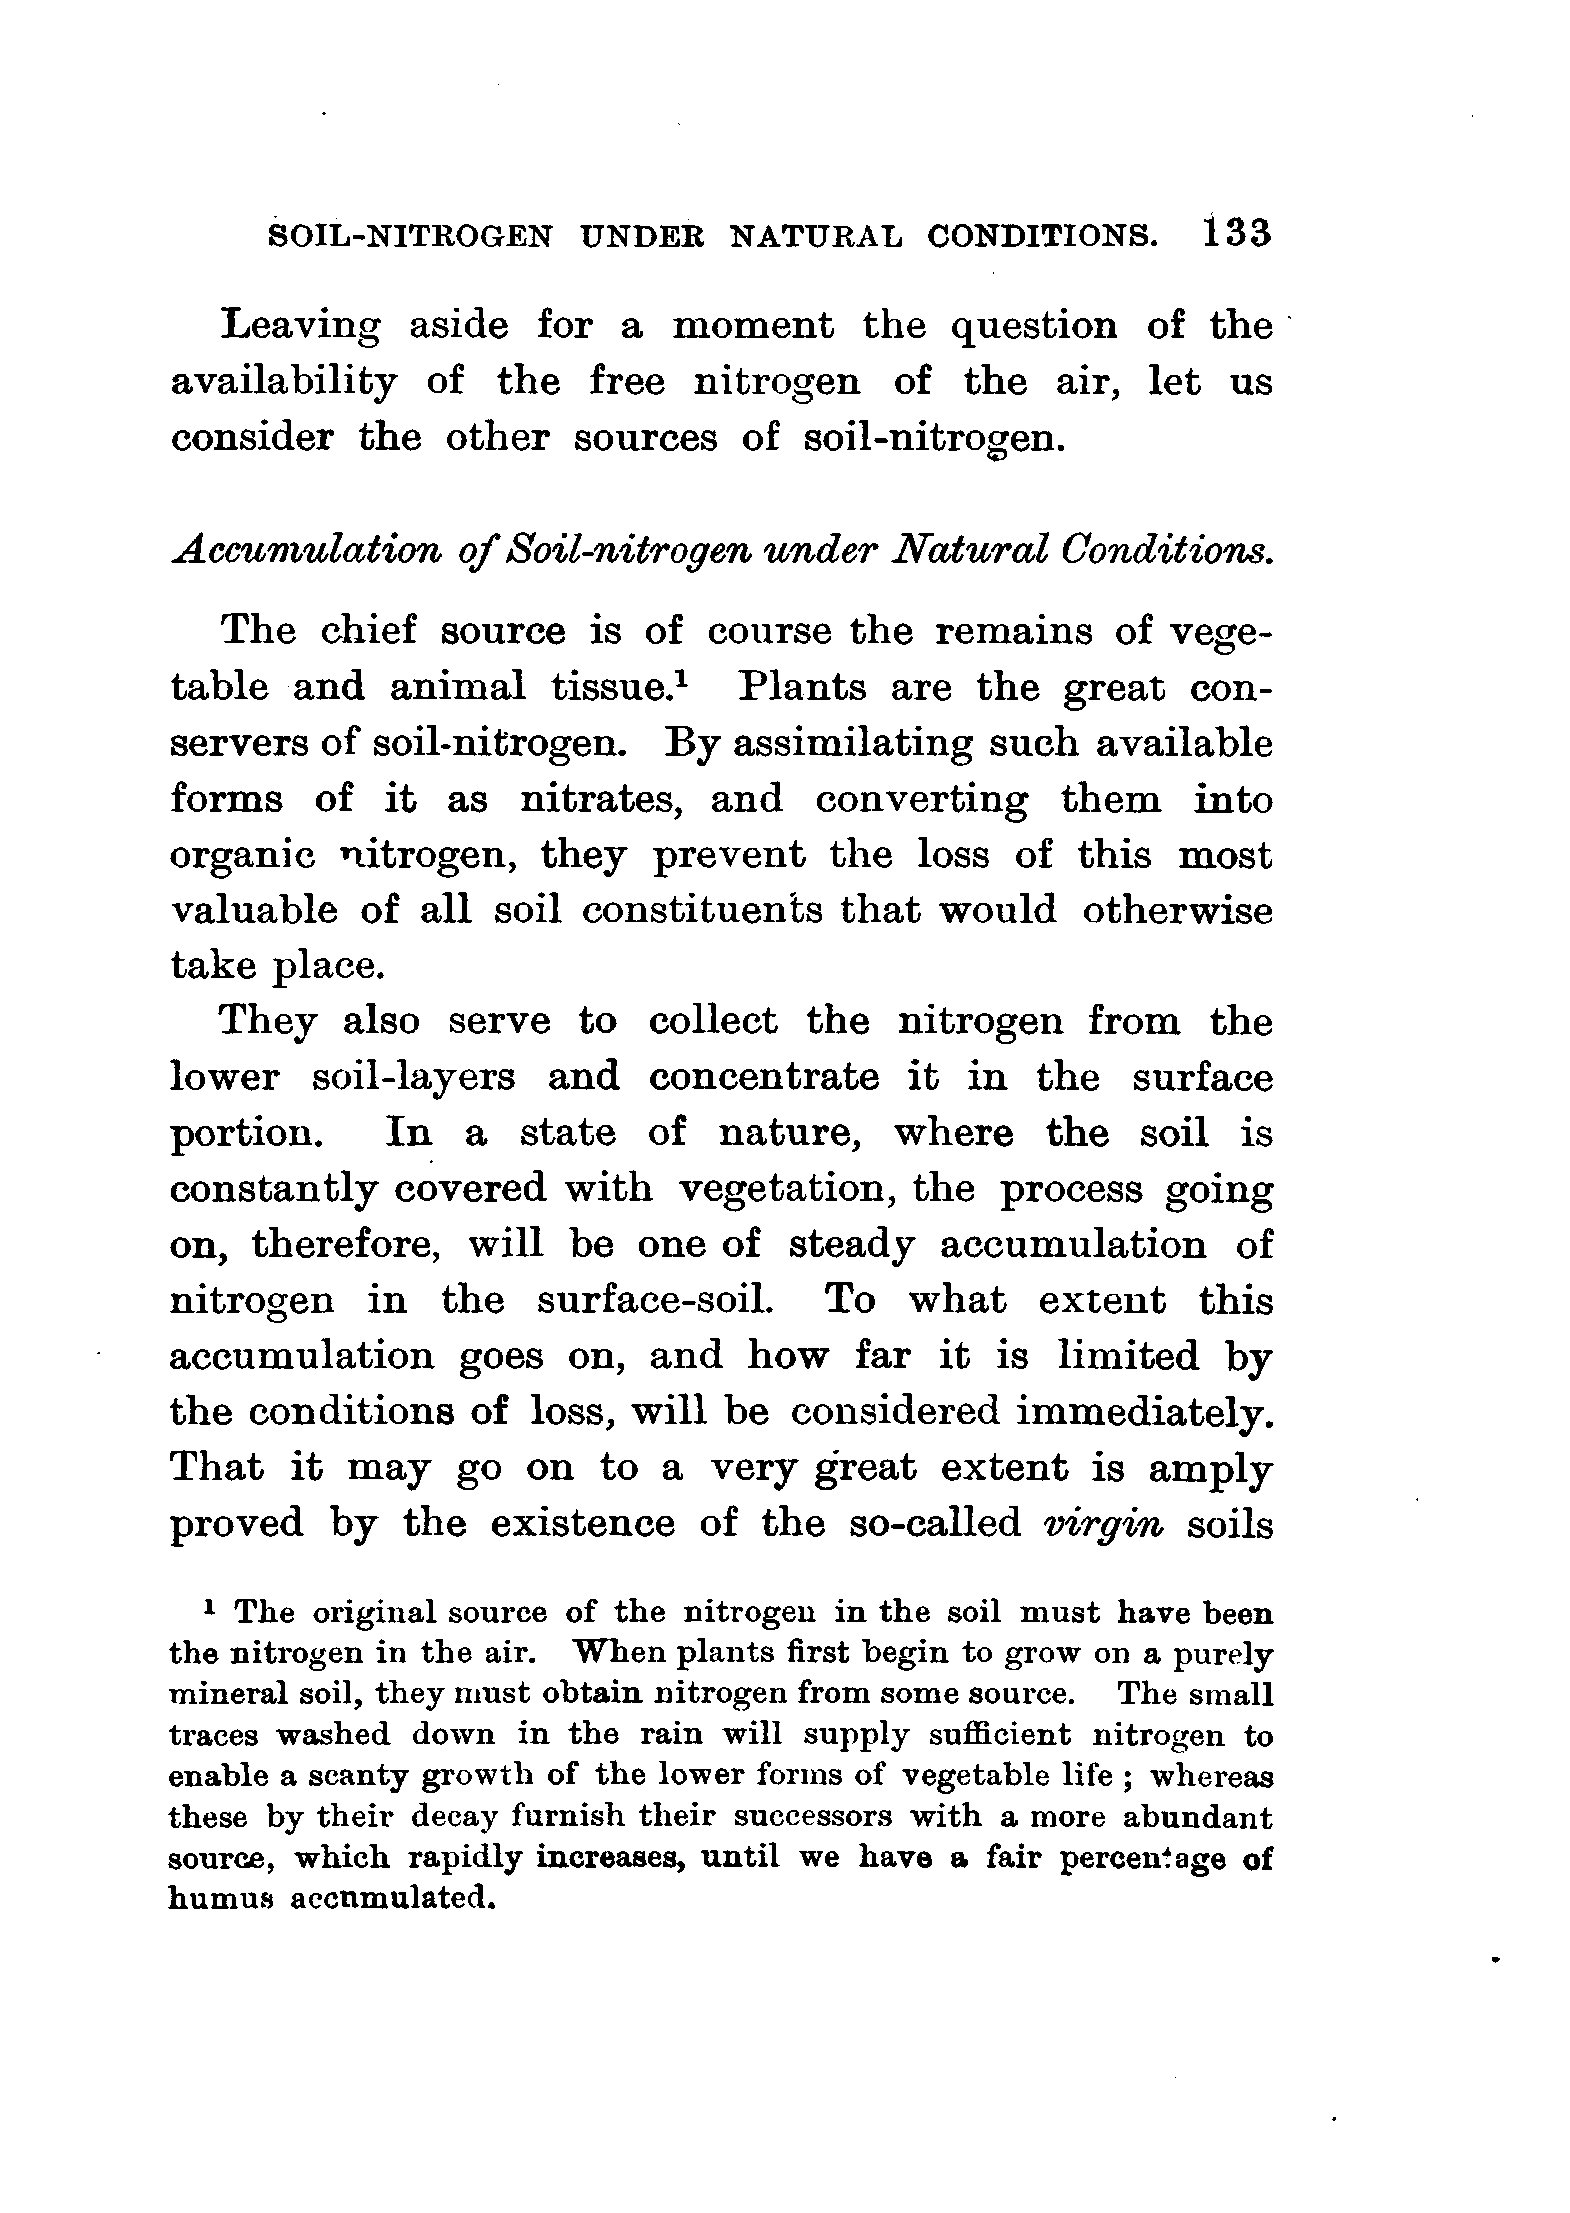 SOIL-NITROGEN UNDER NATURAL CONDITIONS. 133
Leaving aside for a moment the question of the
availability of the free nitrogen of the air, let us
consider the other sources of soil-nitrogen.
Accumulation of Soil-nitrogen under Natural Conditions.
The chief source is of course the remains of vege-
table and animal tissue.¹ Plants are the great con-
servers of soil-nitrogen. By assimilating such available
forms of it as nitrates, and converting them into
organic nitrogen, they prevent the loss of this most
valuable of all soil constituents that would otherwise
take place.
They also serve to collect the nitrogen from the
lower soil-layers and concentrate it in the surface
portion. In a state of nature, where the soil is
constantly covered with vegetation, the process going
on, therefore, will be one of steady accumulation of
nitrogen in the surface-soil. To what extent this
accumulation goes on, and how far it is limited by
the conditions of loss, will be considered immediately.
That it may go on to a very great extent is amply
proved by the existence of the so-called virgin soils
¹ The original source of the nitrogen in the soil must have been
the nitrogen in the air. When plants first begin to grow on a purely
mineral soil, they must obtain nitrogen from some source. The small
traces washed down in the rain will supply sufficient nitrogen to
enable a scanty growth of the lower forms of vegetable life ; whereas
these by their decay furnish their successors with a more abundant
source, which rapidly increases, until we have a fair percentage of
humus accumulated.